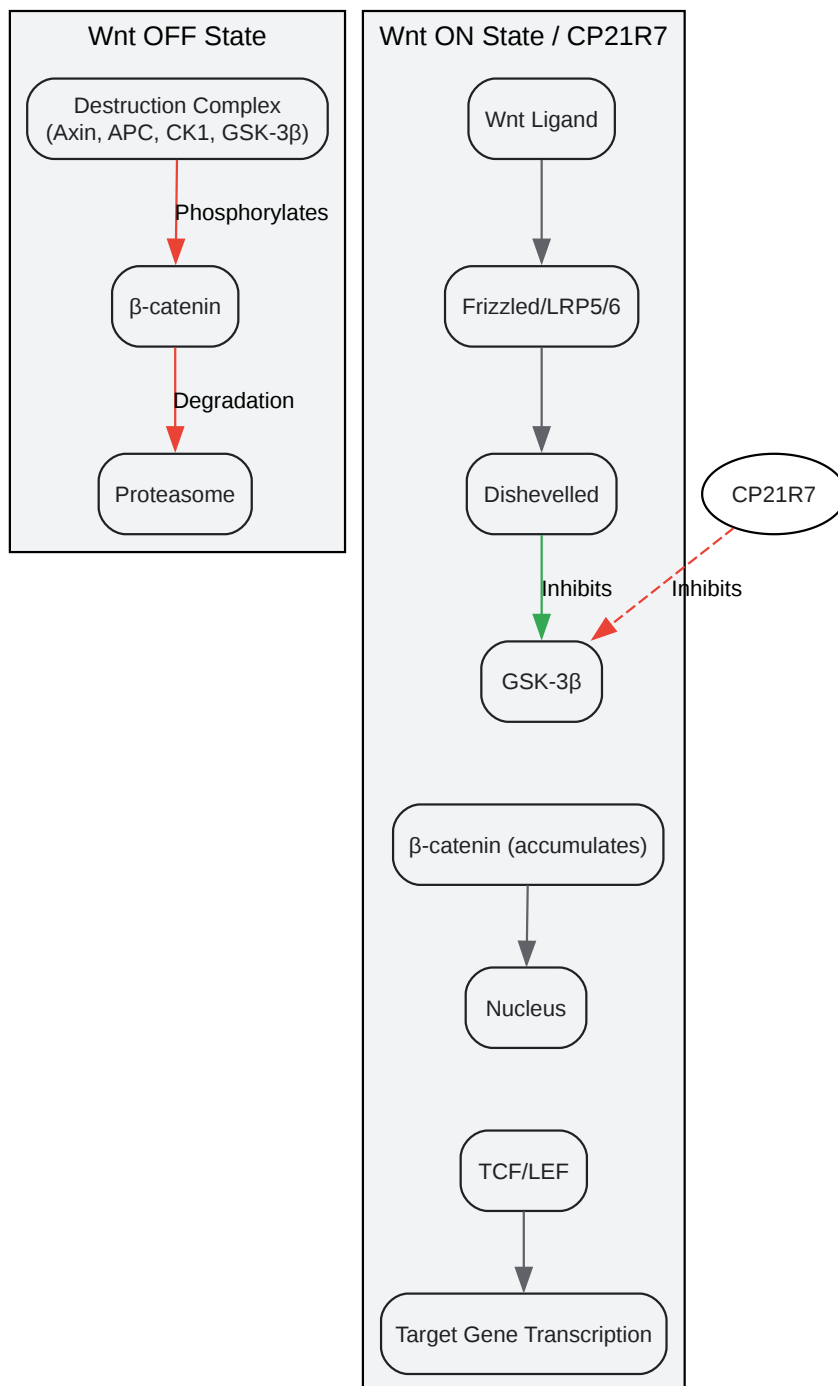 Wnt OFF State
Destruction Complex
(Axin, APC, CK1, GSK-3β)
Phosphorylates
β-catenin
Degradation
Proteasome
Wnt ON State / CP21R7
Wnt Ligand
Frizzled/LRP5/6
Dishevelled
CP21R7
Inhibits
Inhibits
GSK-3β
β-catenin (accumulates)
Nucleus
TCF/LEF
Target Gene Transcription